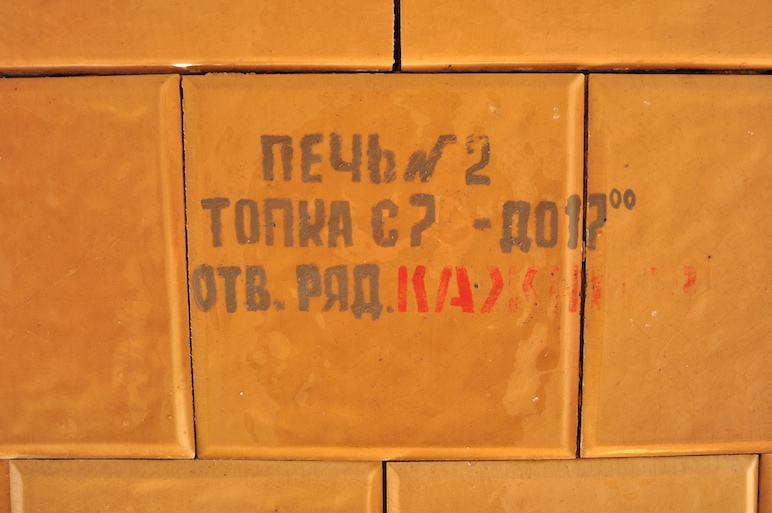 ПЕЧЬ № 2
ТОПКА С 7 - ДО 17⁰⁰
ОТВ. РЯД.